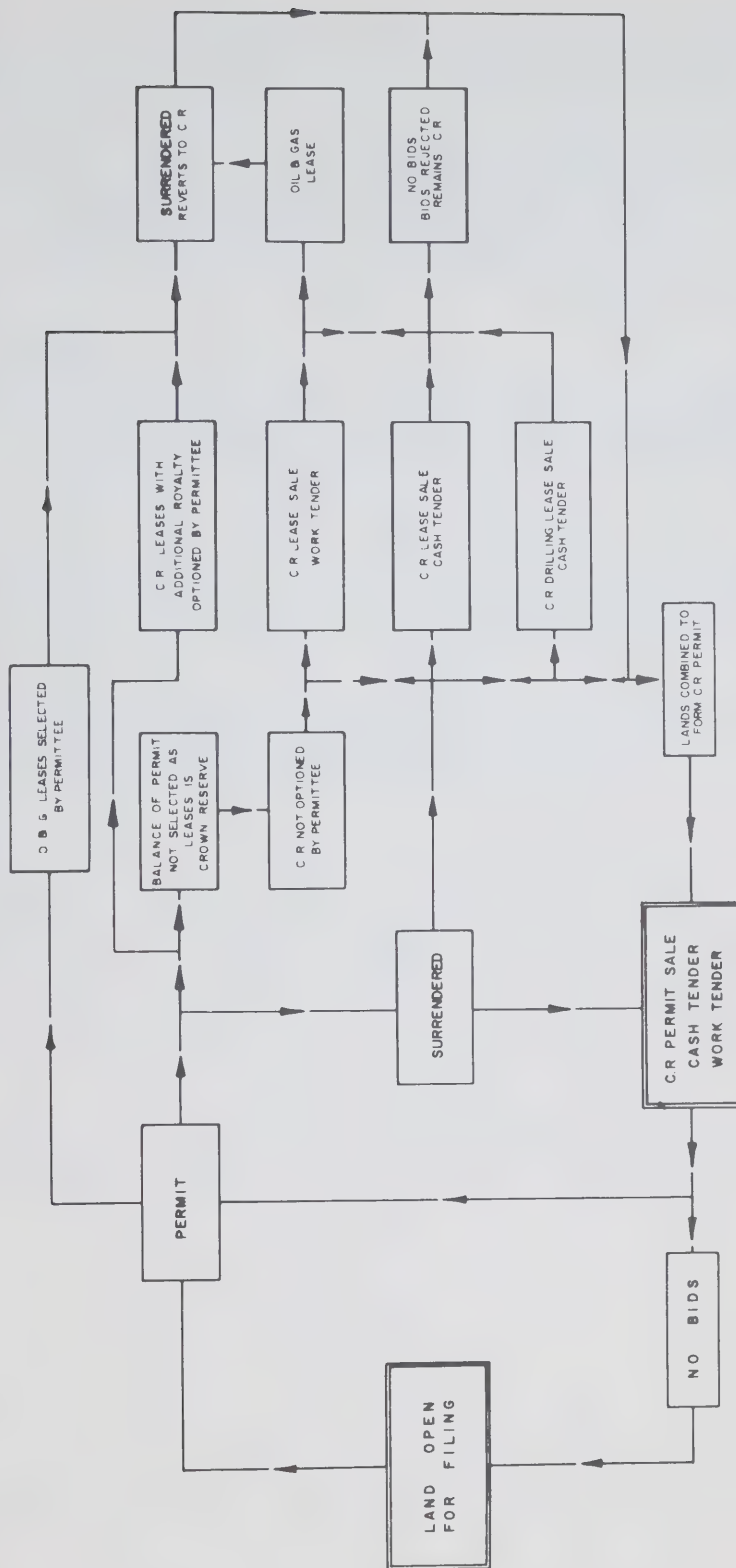 LAND OPEN
FOR FILING
NO BIDS
PERMIT
C.R PERMIT SALE
CASH TENDER
WORK TENDER
SURRENDERED
O & G LEASES SELECTED
BY PERMITTEE
BALANCE OF PERMIT
NOT SELECTED AS
LEASES IS
CROWN RESERVE
C R NOT OPTIONED
BY PERMITTEE
LANDS COMBINED TO
FORM C R PERMIT
C R LEASES WITH
ADDITIONAL ROYALTY
OPTIONED BY PERMITTEE
C R LEASE SALE
WORK TENDER
C R LEASE SALE
CASH TENDER
C R DRILLING LEASE SALE
CASH TENDER
SURRENDERED
REVERTS TO C R
OIL & GAS
LEASE
NO BIDS
BIDS REJECTED
REMAINS C R